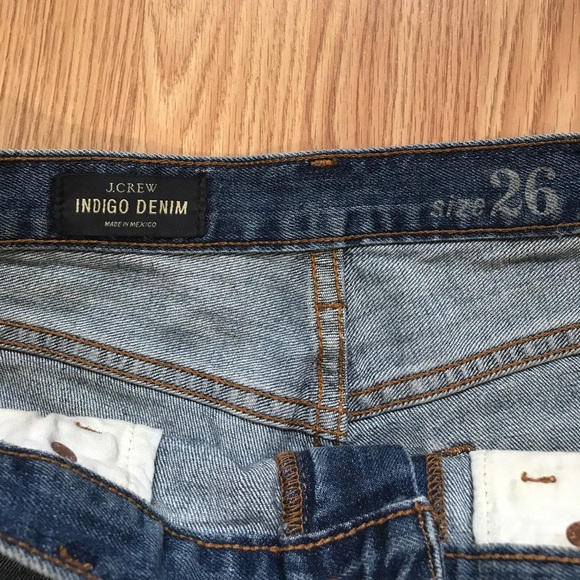 J.CREW
INDIGO DENIM
MADE IN MEXICO
size 26